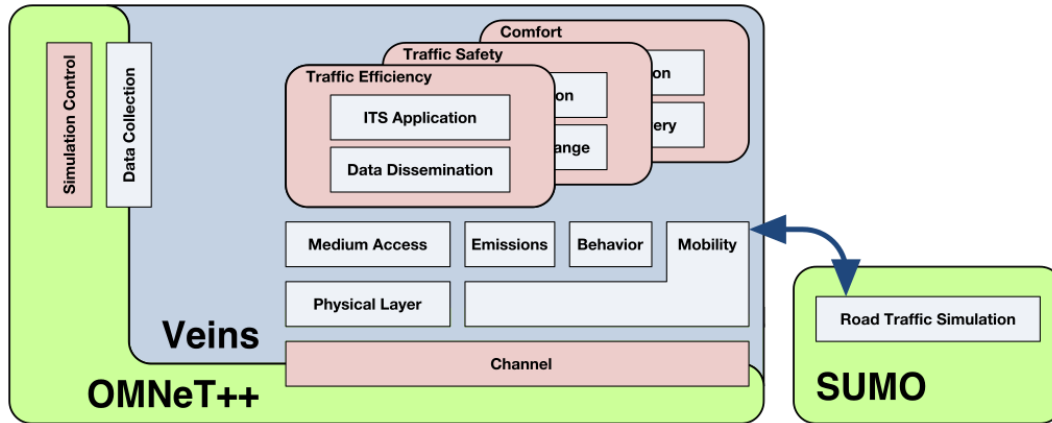 Comfort
Traffic Safety
Traffic Efficiency
Simulation Control
Data Collection
ITS Application
Data Dissemination
Medium Access
Emissions
Behavior
Mobility
Physical Layer
Road Traffic Simulation
Veins
Channel
OMNeT++
SUMO